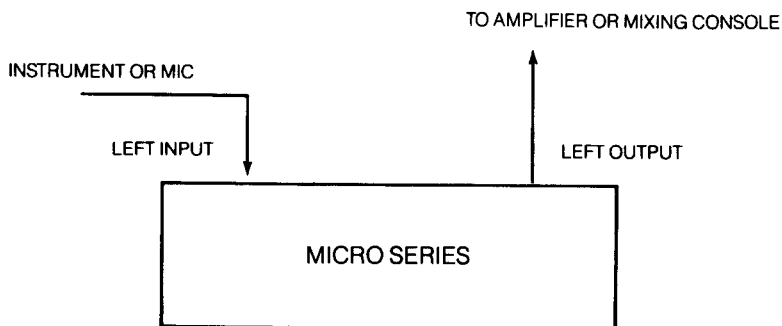 TO AMPLIFIER OR MIXING CONSOLE
INSTRUMENT OR MIC
LEFT INPUT
LEFT OUTPUT
MICRO SERIES